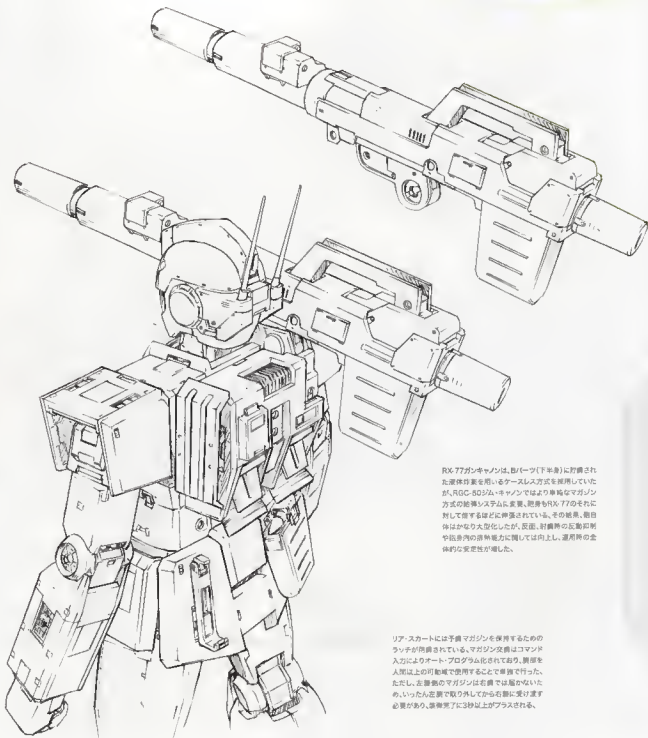 RX-77ガンキャノンは、Bパーツ(下半身)に貯蔵され
た液体炸薬を用いるケースレス方式を採用していた
が、RGC-80ジム・キャノンではより単純なマガジン
方式の給弾システムに変更、砲身もRX-77のそれに
対して倍するほどに伸張されている。その結果、砲自
体はかなり大型化したが、反面、射撃時の反動抑制
や砲身内の排熱能力に関しては向上し、運用時の全
体的な安定性が増した。
リア・スカートには予備マガジンを保持するための
ラッチが用意されている。マガジン交換はコマンド
入力によりオート・プログラム化されており、腕部を
人間以上の可動域で使用することで単独で行った。
ただし、左腰側のマガジンは右腕では届かないた
め、いったん左腕で取り外してから右腕に受け渡す
必要があり、装弾完了に3秒以上がプラスされる。